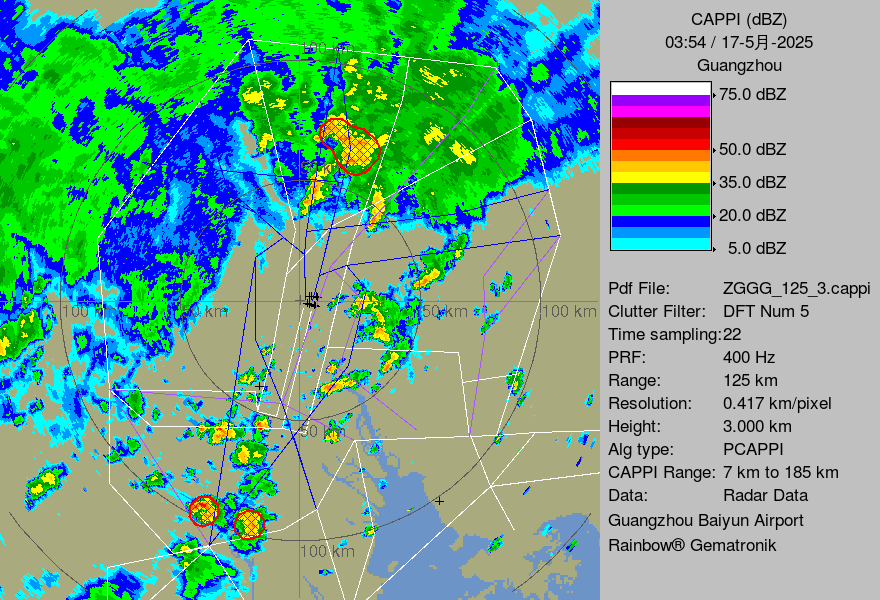 100 km
100 km
50 km
50 km
100 km
50 km
100 km
CAPPI (dBZ)
03:54 / 17-5月-2025
Guangzhou
75.0 dBZ
50.0 dBZ
35.0 dBZ
20.0 dBZ
5.0 dBZ
Pdf File: ZGGG_125_3.cappi
Clutter Filter: DFT Num 5
Time sampling:22
PRF: 400 Hz
Range: 125 km
Resolution: 0.417 km/pixel
Height: 3.000 km
Alg type: PCAPPI
CAPPI Range: 7 km to 185 km
Data: Radar Data
Guangzhou Baiyun Airport
Rainbow® Gematronik